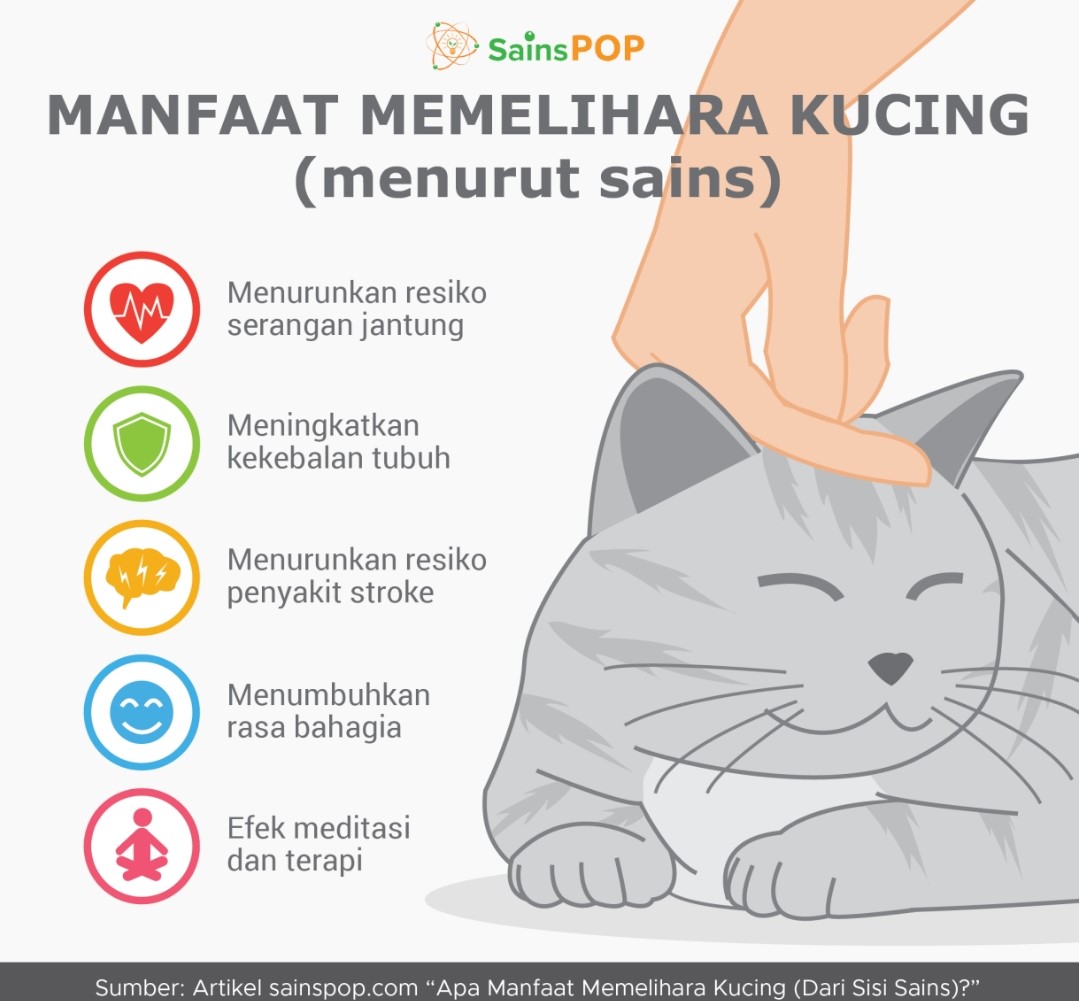 SainsPOP
MANFAAT MEMELIHARA KUCING
(menurut sains)
Menurunkan resiko
serangan jantung
Meningkatkan
kekebalan tubuh
Menurunkan resiko
penyakit stroke
Menumbuhkan
rasa bahagia
Efek meditasi
dan terapi
Sumber: Artikel sainspop.com “Apa Manfaat Memelihara Kucing (Dari Sisi Sains)?”